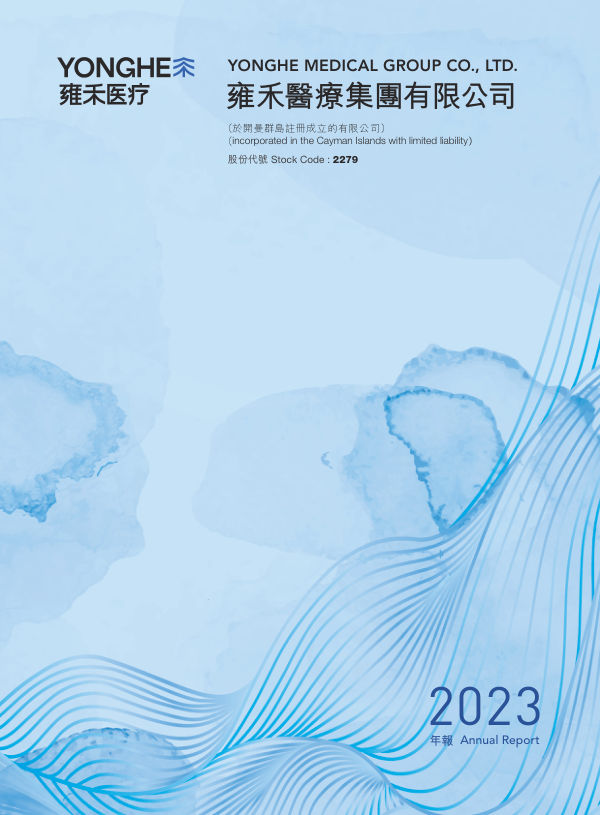 YONGHE
雍禾医疗
YONGHE MEDICAL GROUP CO., LTD.
雍禾醫療集團有限公司
（於開曼群島註冊成立的有限公司）
(incorporated in the Cayman Islands with limited liability)
股份代號 Stock Code : 2279
2023
年報 Annual Report